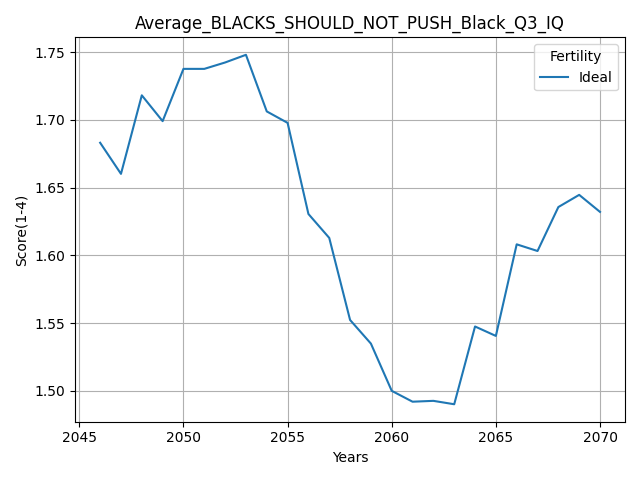 Average_BLACKS_SHOULD_NOT_PUSH_Black_Q3_IQ
Fertility
Ideal
Score(1-4)
1.75
1.70
1.65
1.60
1.55
1.50
2045 2050 2055 2060 2065 2070
Years